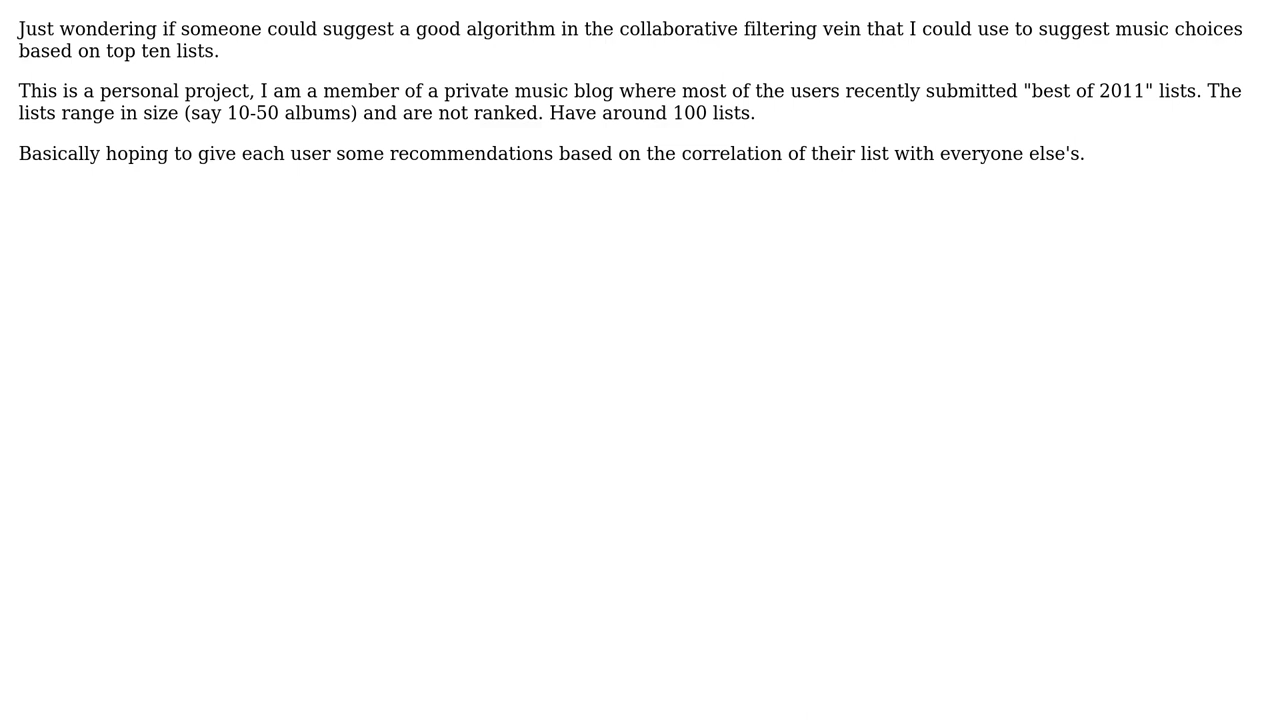 Just wondering if someone could suggest a good algorithm in the collaborative filtering vein that I could use to suggest music choices
based on top ten lists.
This is a personal project, I am a member of a private music blog where most of the users recently submitted "best of 2011" lists. The
lists range in size (say 10-50 albums) and are not ranked. Have around 100 lists.
Basically hoping to give each user some recommendations based on the correlation of their list with everyone else's.